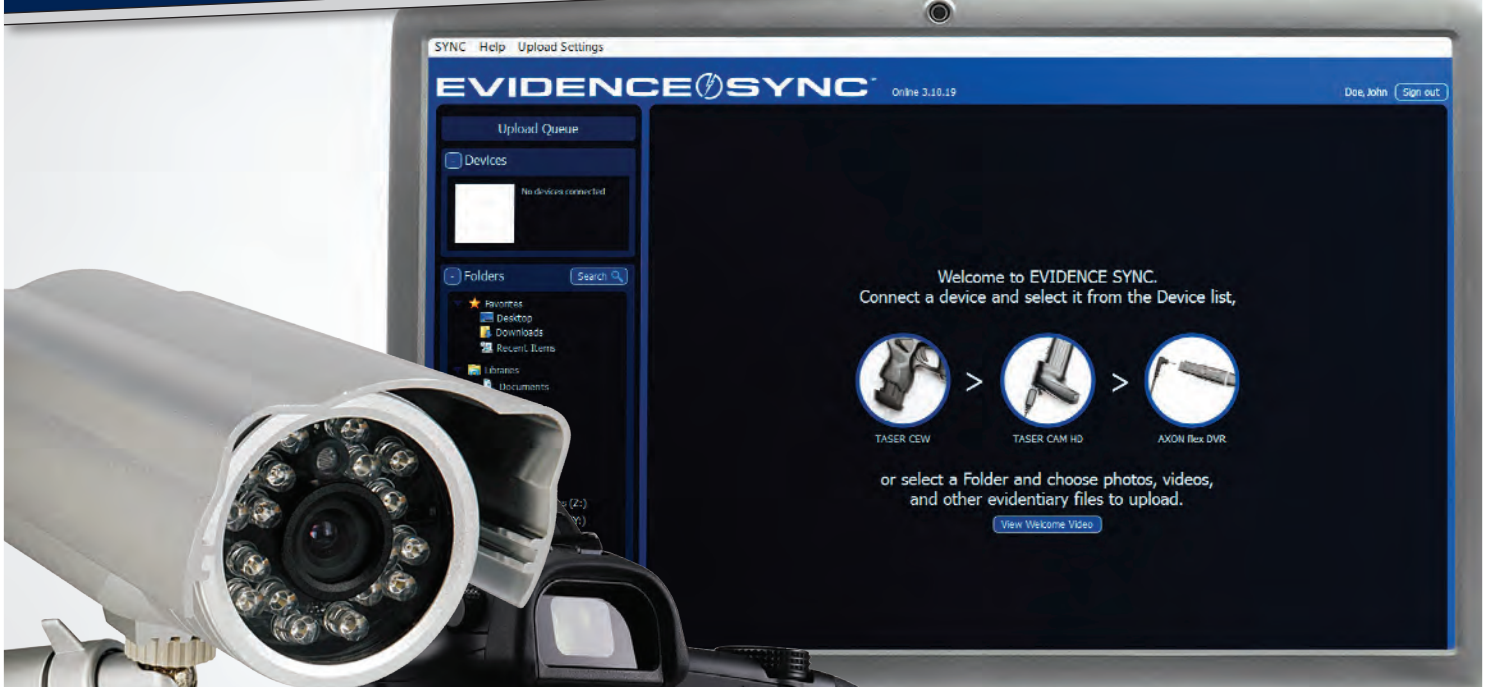 SYNC Help Upload Settings
EVIDENCE SYNC™ Online 3.10.19
Doe, John Sign out
Upload Queue
- Devices
No devices connected
- Folders Search
Favorites
Desktop
Downloads
Recent Items
Libraries
Documents
(Z:)
Welcome to EVIDENCE SYNC.
Connect a device and select it from the Device list,
> >
TASER CEW TASER CAM HD AXON flex DVR
or select a Folder and choose photos, videos,
and other evidentiary files to upload.
View Welcome Video